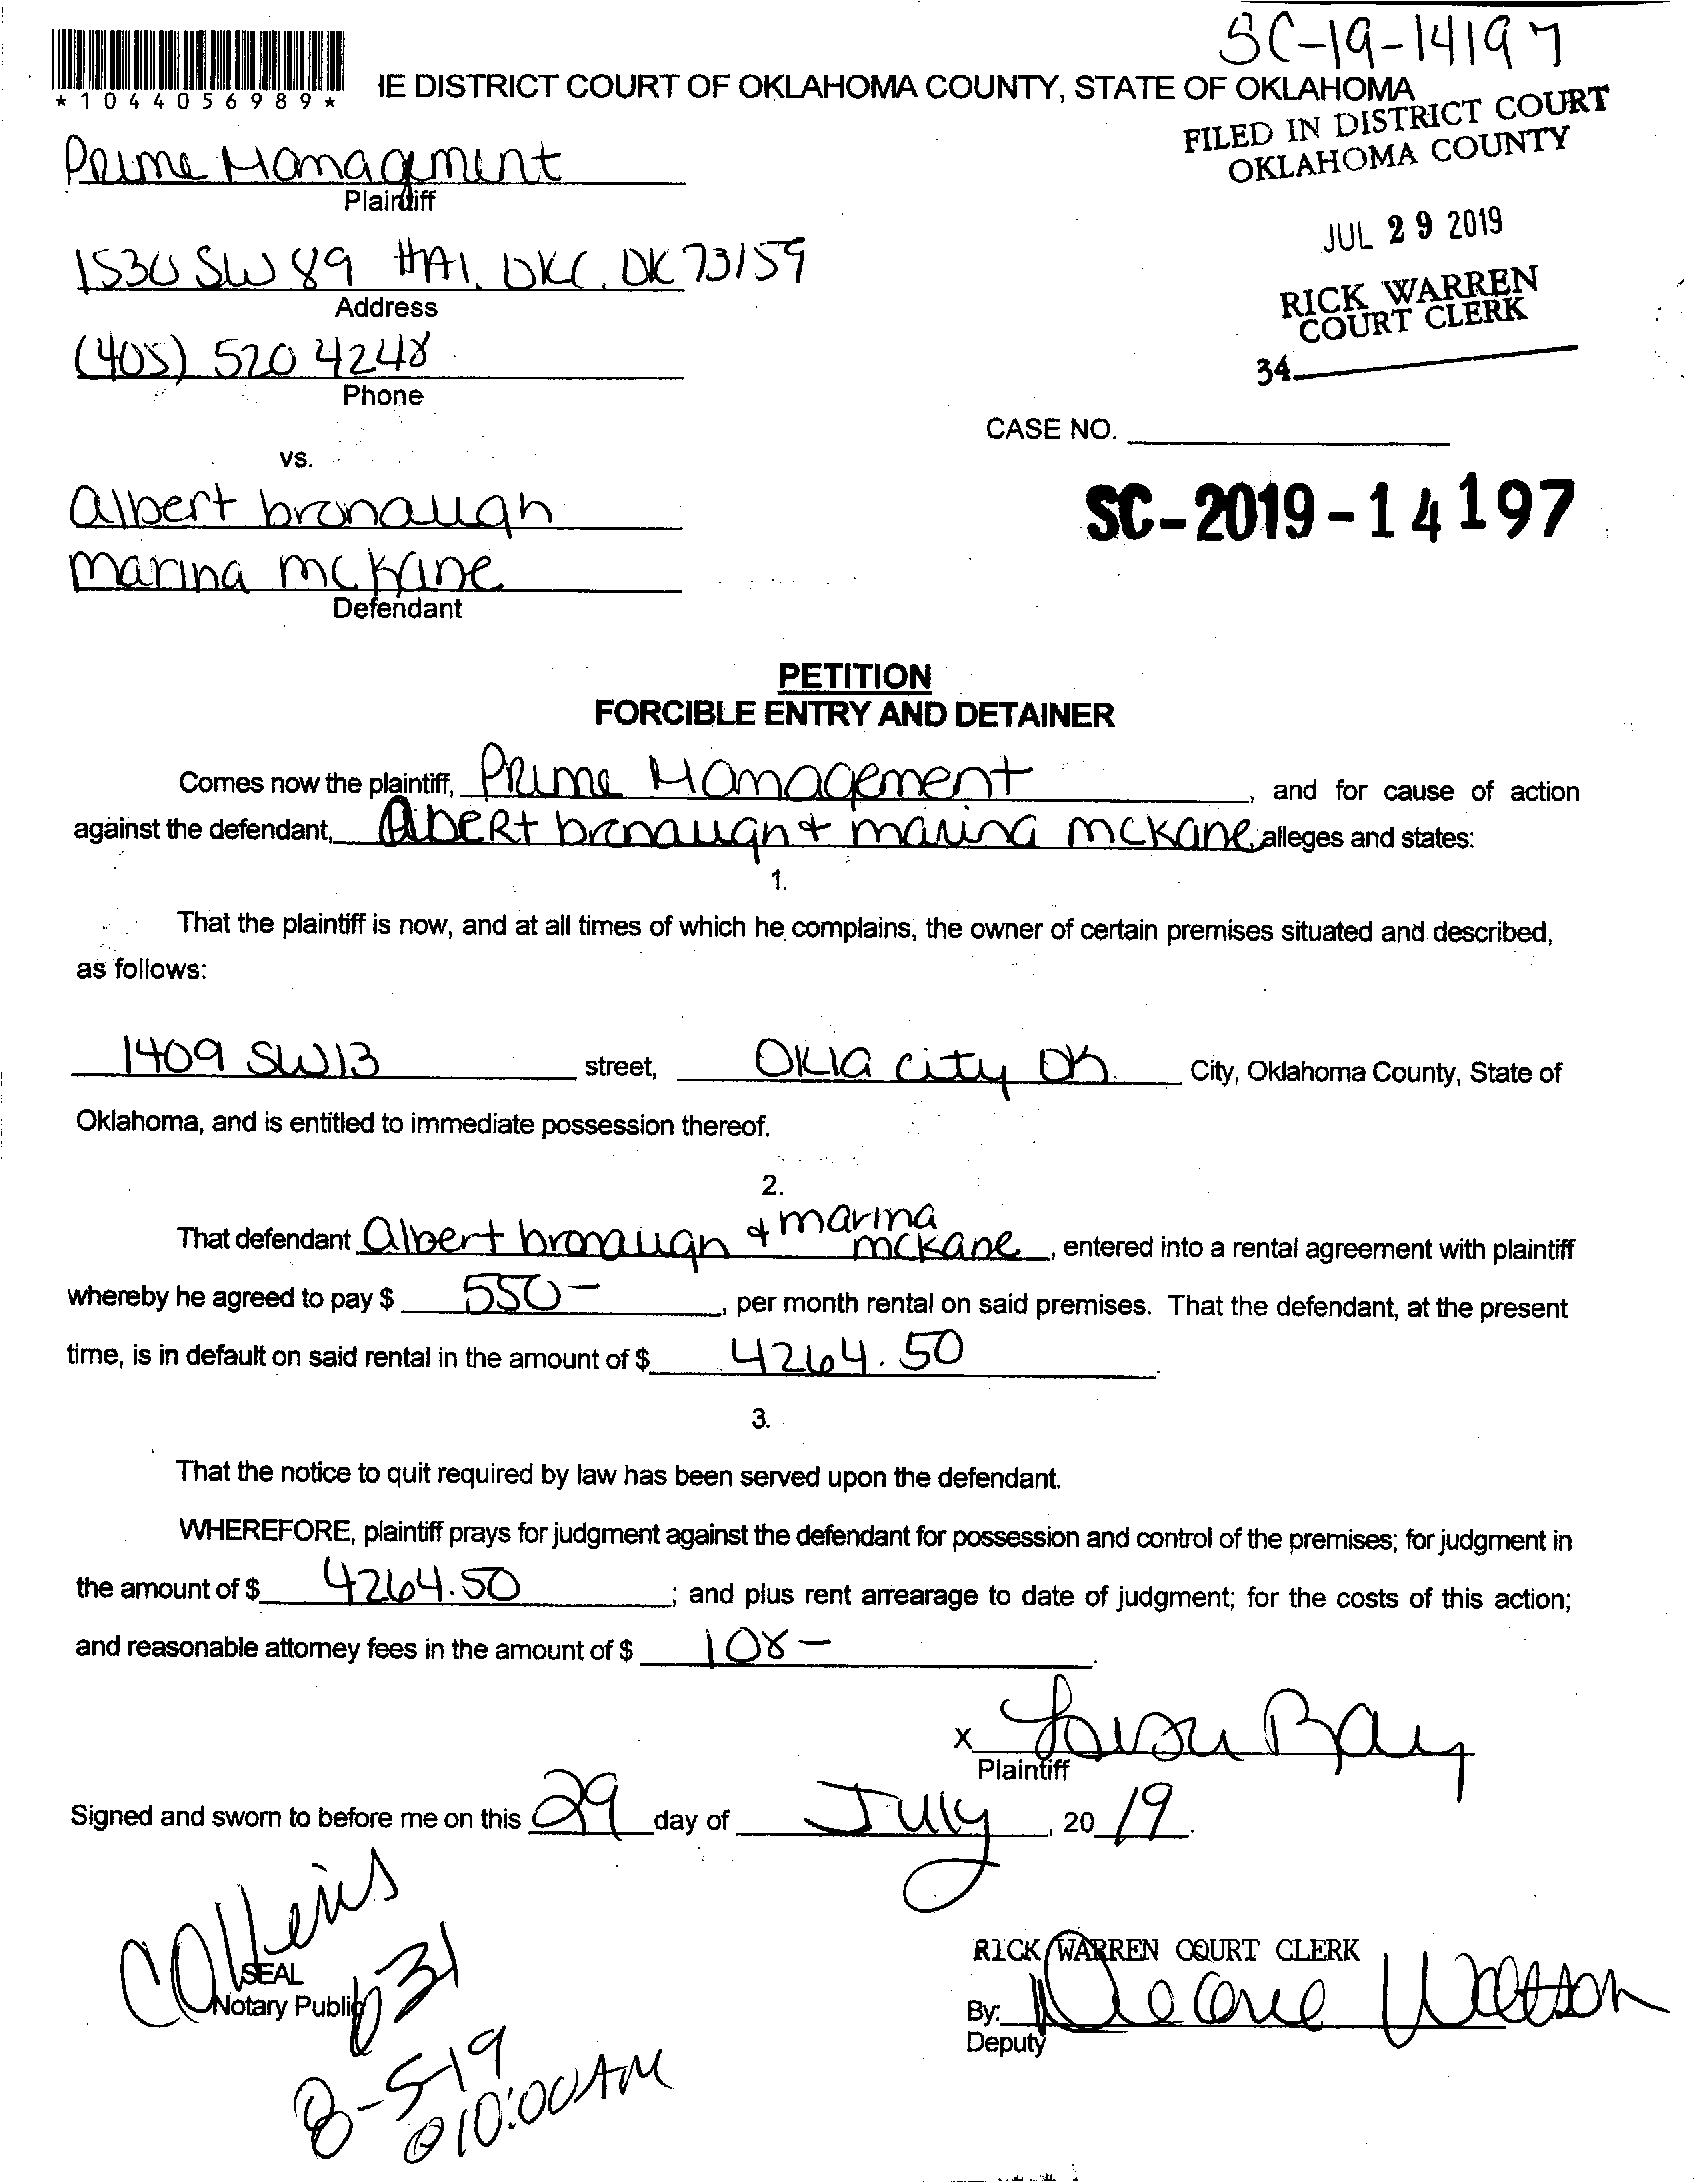 SC-19-14197
*1044056989*
IE DISTRICT COURT OF OKLAHOMA COUNTY, STATE OF OKLAHOMA
FILED IN DISTRICT COURT
OKLAHOMA COUNTY
Prime Management
Plaintiff
JUL 29 2019
1530 SW 89 #A1. OKC. OK 73159
Address
RICK WARREN
COURT CLERK
(405) 520 4248
Phone
34
CASE NO.
vs.
Albert bronaugh
SC-2019-14197
marina mckane
Defendant
PETITION
FORCIBLE ENTRY AND DETAINER
Comes now the plaintiff, Prime Management, and for cause of action
against the defendant, Albert bronaugh + marina mckane, alleges and states:
1.
That the plaintiff is now, and at all times of which he complains, the owner of certain premises situated and described,
as follows:
1409 SW 13 street, Okla city OK. City, Oklahoma County, State of
Oklahoma, and is entitled to immediate possession thereof.
2.
That defendant Albert bronaugh + marina mckane, entered into a rental agreement with plaintiff
whereby he agreed to pay $ 550-, per month rental on said premises. That the defendant, at the present
time, is in default on said rental in the amount of $ 4264.50.
3.
That the notice to quit required by law has been served upon the defendant.
WHEREFORE, plaintiff prays for judgment against the defendant for possession and control of the premises; for judgment in
the amount of $ 4264.50; and plus rent arrearage to date of judgment; for the costs of this action;
and reasonable attorney fees in the amount of $ 108-.
X
Plaintiff
Signed and sworn to before me on this 29 day of July, 2019.
RICK WARREN COURT CLERK
SEAL
Notary Public
By: Watson
Deputy
8-5-19
@10:00AM